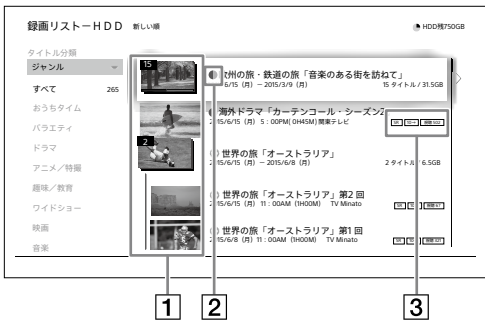 録画リストーＨＤＤ 新しい順
HDD残750GB
タイトル分類
ジャンル
すべて 265
おうちタイム
バラエティ
ドラマ
アニメ／特撮
趣味／教育
ワイドショー
映画
音楽
15
州の旅・鉄道の旅「音楽のある街を訪ねて」
6/15 (月) － 2015/3/9 (月) 15 タイトル / 31.5GB
海外ドラマ「カーテンコール・シーズン2
15/6/15 (月) 5：00PM( 0H45M) 関東テレビ
2
世界の旅「オーストラリア」
15/6/15 (月) － 2015/6/8 (月) 2 タイトル / 6.5GB
世界の旅「オーストラリア」第2 回
15/6/15 (月) 11：00AM (1H00M) TV Minato
世界の旅「オーストラリア」第1 回
15/6/8 (月) 11：00AM (1H00M) TV Minato
1 2 3